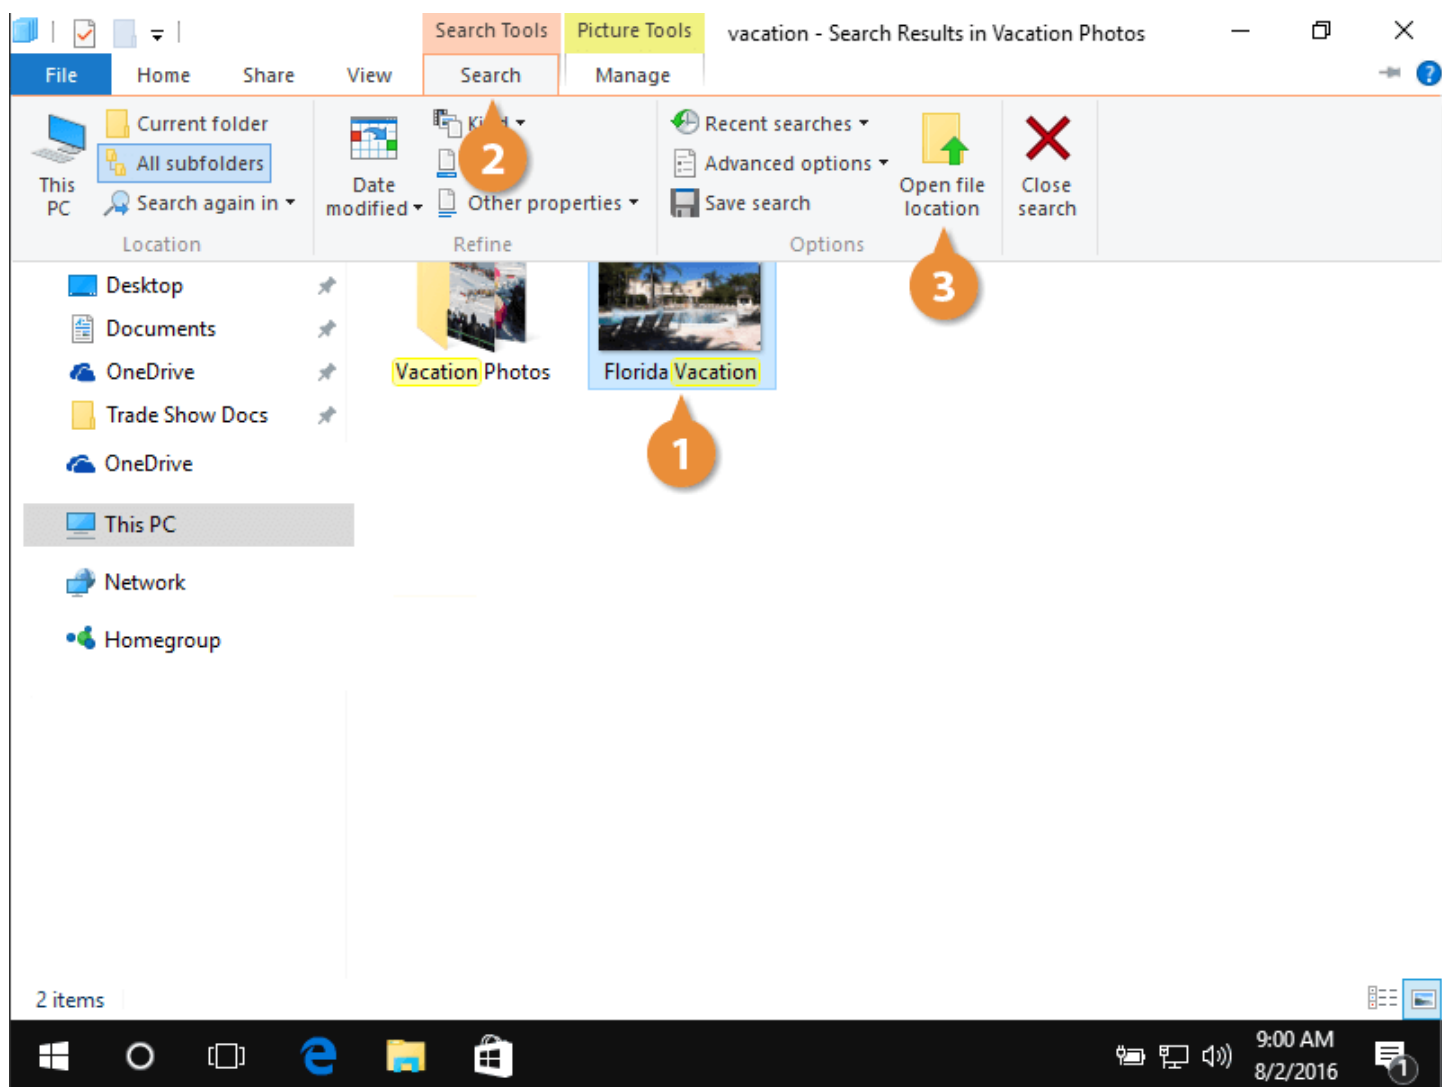 Search Tools
Picture Tools
vacation - Search Results in Vacation Photos
File
Home
Share
View
Search
Manage
?
This
PC
Current folder
All subfolders
Search again in
Location
Date
modified
2
Other properties
Refine
Recent searches
Advanced options
Save search
Options
Open file
location
Close
search
3
Desktop
Documents
OneDrive
Trade Show Docs
OneDrive
This PC
Network
Homegroup
Vacation Photos
Florida Vacation
1
2 items
9:00 AM
8/2/2016
1